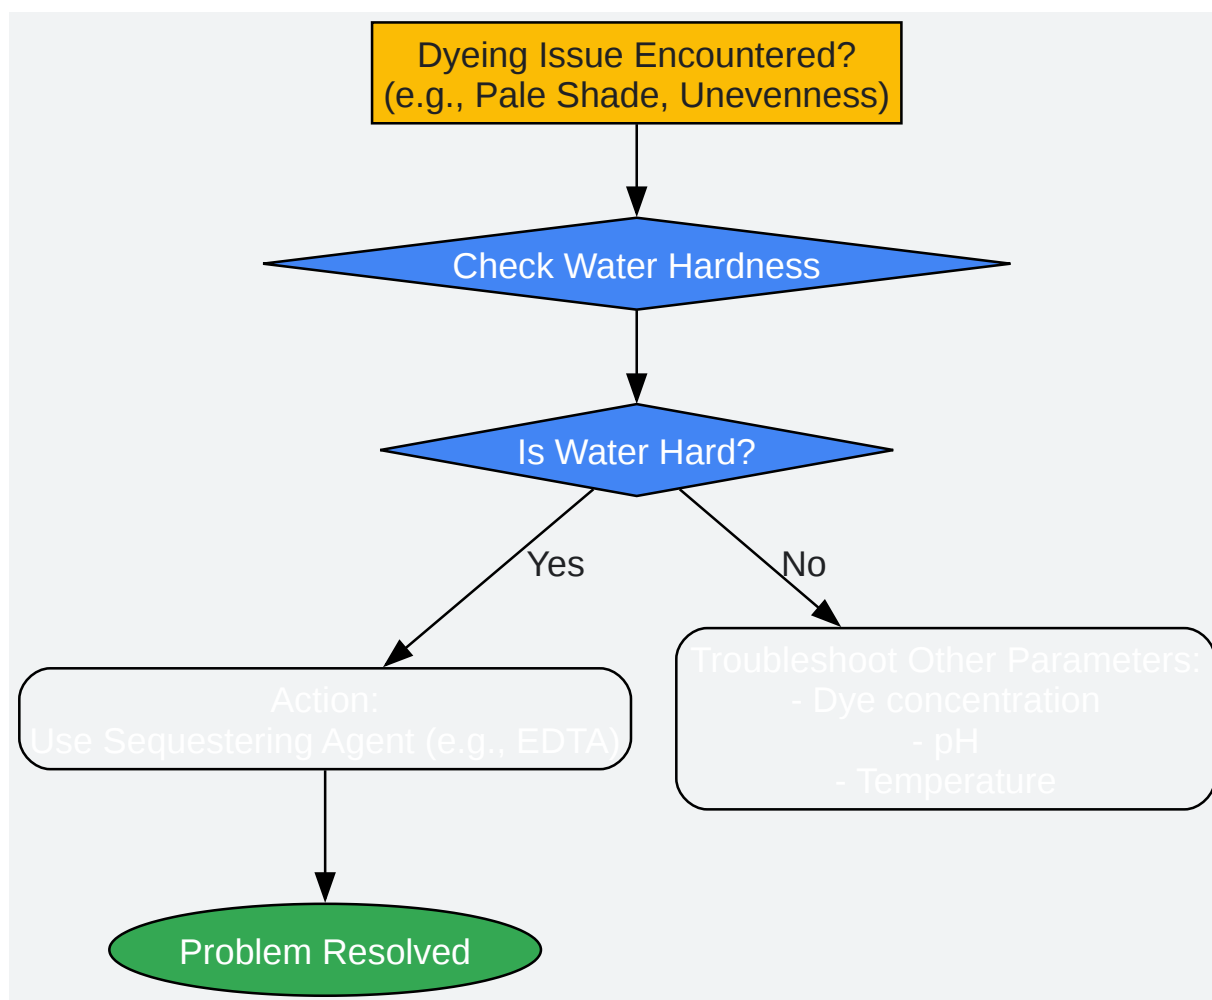 Dyeing Issue Encountered?
(e.g., Pale Shade, Unevenness)
Check Water Hardness
Is Water Hard?
Yes
No
Action:
Use Sequestering Agent (e.g., EDTA)
Troubleshoot Other Parameters:
- Dye concentration
- pH
- Temperature
Problem Resolved